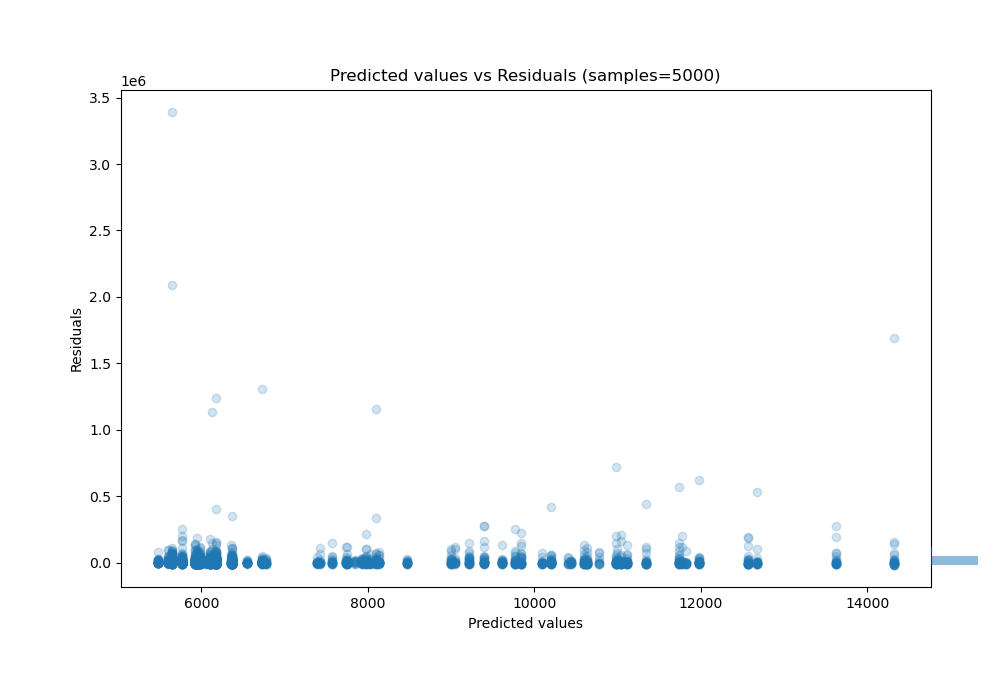 Predicted values vs Residuals (samples=5000)
1e6
3.5
3.0
2.5
2.0
1.5
1.0
0.5
0.0
Residuals
6000 8000 10000 12000 14000
Predicted values